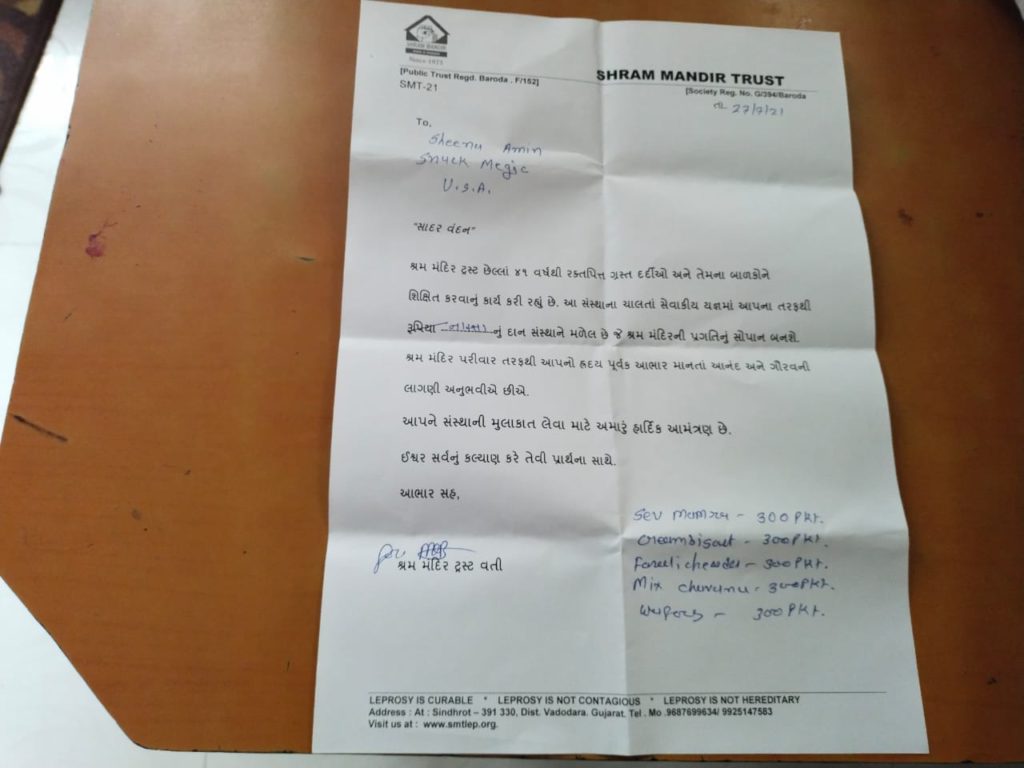 SHRAM MANDIR
Since 1973
SHRAM MANDIR TRUST
[Public Trust Regd. Baroda . F/152]
[Society Reg. No. G/394/Baroda
SMT-21
તા. 27/7/21
To,
Sheenu Amin
Snuck Megic
U.S.A.
"સાદર વંદન"
શ્રમ મંદિર ટ્રસ્ટ છેલ્લાં ૪૧ વર્ષથી રક્તપિત્ત ગ્રસ્ત દર્દીઓ અને તેમના બાળકોને
શિક્ષિત કરવાનું કાર્ય કરી રહ્યું છે. આ સંસ્થાના ચાલતાં સેવાકીય યજ્ઞમાં આપના તરફથી
રૂપિયા નાસ્તા નું દાન સંસ્થાને મળેલ છે જે શ્રમ મંદિરની પ્રગતિનું સોપાન બનશે.
શ્રમ મંદિર પરીવાર તરફથી આપનો હૃદય પૂર્વક આભાર માનતાં આનંદ અને ગૌરવની
લાગણી અનુભવીએ છીએ.
આપને સંસ્થાની મુલાકાત લેવા માટે અમારું હાર્દિક આમંત્રણ છે.
ઈશ્વર સર્વનું કલ્યાણ કરે તેવી પ્રાર્થના સાથે.
આભાર સહ,
શ્રમ મંદિર ટ્રસ્ટ વતી
Sev mamra - 300 Pkt.
- 300 Pkt.
- 300 Pkt.
Mix - 300 Pkt.
- 300 Pkt.
LEPROSY IS CURABLE * LEPROSY IS NOT CONTAGIOUS * LEPROSY IS NOT HEREDITARY
Address : At : Sindhrot – 391 330, Dist. Vadodara. Gujarat. Tel . Mo .9687699634/ 9925147583
Visit us at : www.smtlep.org.